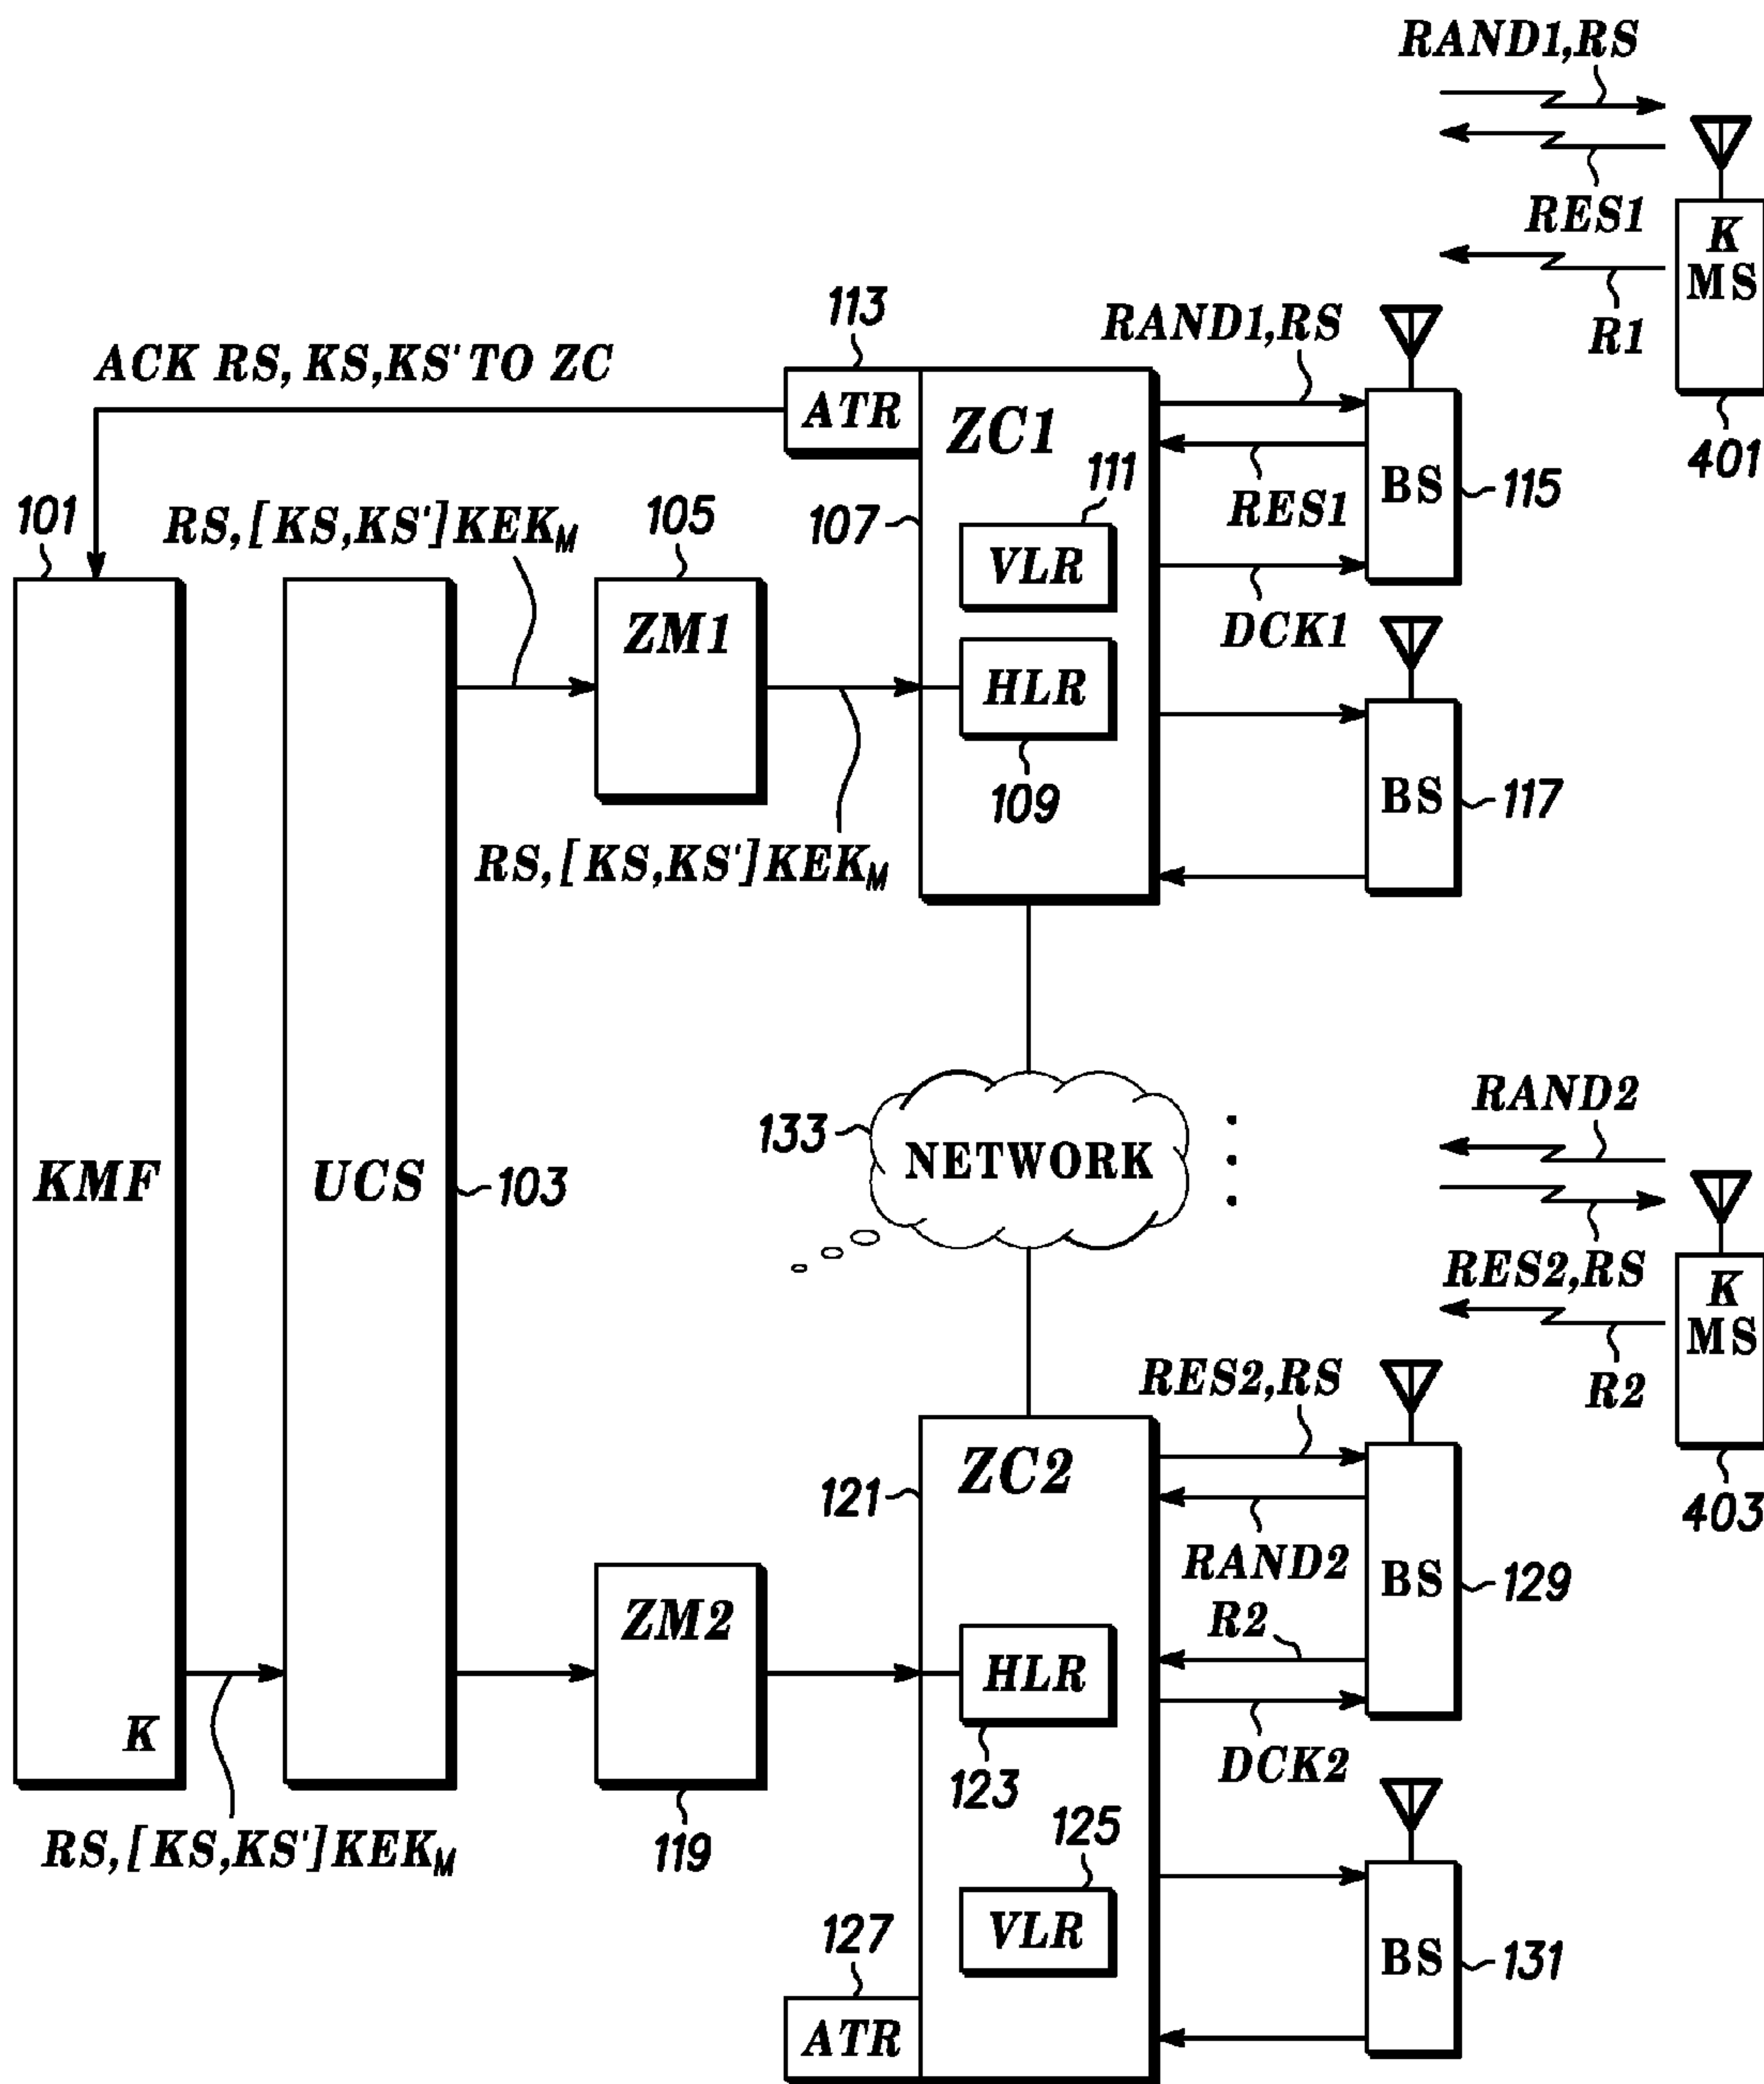 RAND1,RS
RES1
R1
K
MS
401
113
RAND1,RS
ACK RS, KS,KS' TO ZC
ATR
ZC1
111
RES1
BS
115
101
RS,[KS,KS']KEKM
105
107
VLR
DCK1
ZM1
HLR
109
BS
117
RS,[KS,KS']KEKM
133
NETWORK
RAND2
RES2,RS
R2
K
MS
403
KMF
UCS
103
RES2,RS
121
ZC2
RAND2
BS
129
R2
ZM2
HLR
DCK2
K
123
119
RS,[KS,KS']KEKM
125
VLR
127
ATR
BS
131